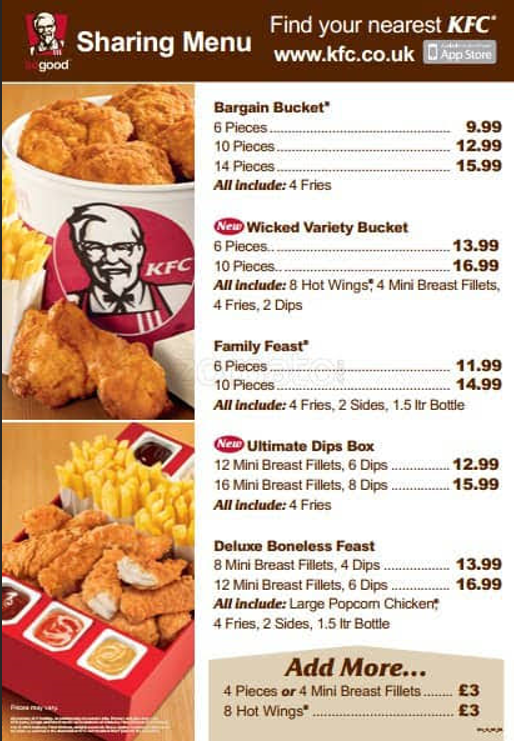 so good
Sharing Menu
Find your nearest KFC*
www.kfc.co.uk
App Store
KFC
Bargain Bucket*
6 Pieces 9.99
10 Pieces 12.99
14 Pieces 15.99
All include: 4 Fries
New Wicked Variety Bucket
6 Pieces 13.99
10 Pieces 16.99
All include: 8 Hot Wings*, 4 Mini Breast Fillets,
4 Fries, 2 Dips
Family Feast*
6 Pieces 11.99
10 Pieces 14.99
All include: 4 Fries, 2 Sides, 1.5 ltr Bottle
zomato
New Ultimate Dips Box
12 Mini Breast Fillets, 6 Dips 12.99
16 Mini Breast Fillets, 8 Dips 15.99
All include: 4 Fries
Deluxe Boneless Feast
8 Mini Breast Fillets, 4 Dips 13.99
12 Mini Breast Fillets, 6 Dips 16.99
All include: Large Popcorn Chicken*,
4 Fries, 2 Sides, 1.5 ltr Bottle
Add More...
4 Pieces or 4 Mini Breast Fillets £3
8 Hot Wings* £3
Prices may vary.